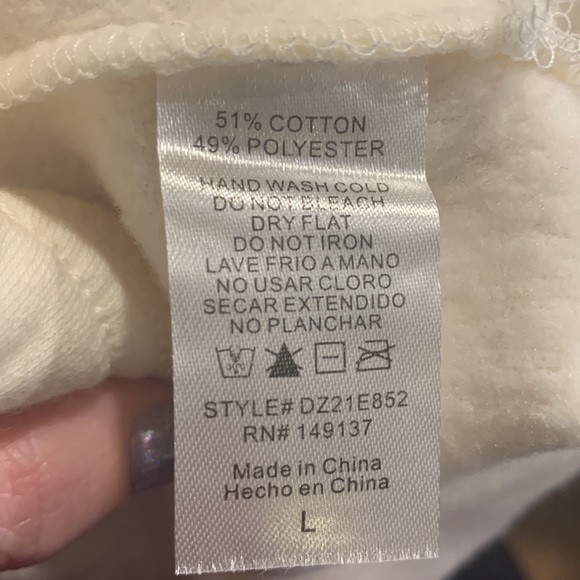 51% COTTON
49% POLYESTER
HAND WASH COLD
DO NOT BLEACH
DRY FLAT
DO NOT IRON
LAVE FRIO A MANO
NO USAR CLORO
SECAR EXTENDIDO
NO PLANCHAR
STYLE# DZ21E852
RN# 149137
Made in China
Hecho en China
L